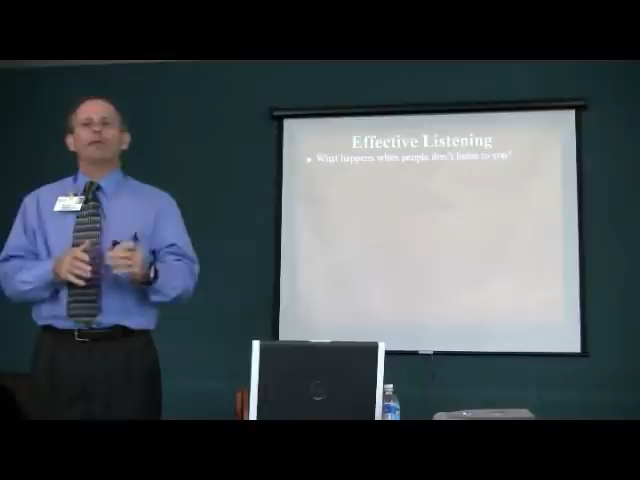 Effective Listening
What happens when people don't listen to you?